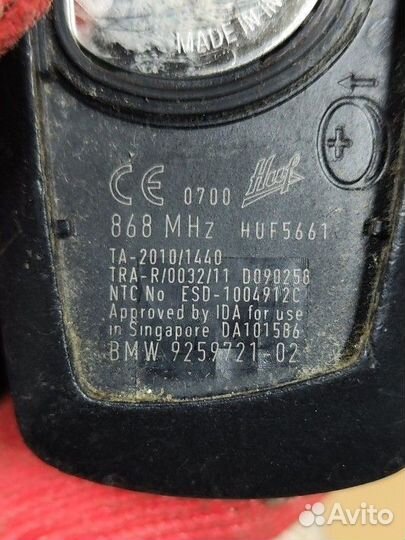 MADE IN
CE 0700 Huf
868 MHz HUF5661
TA-2010/1440
TRA-R/0032/11 D090258
NTC No ESD-1004912C
Approved by IDA for use
in Singapore DA101586
BMW 9259721-02
Avito